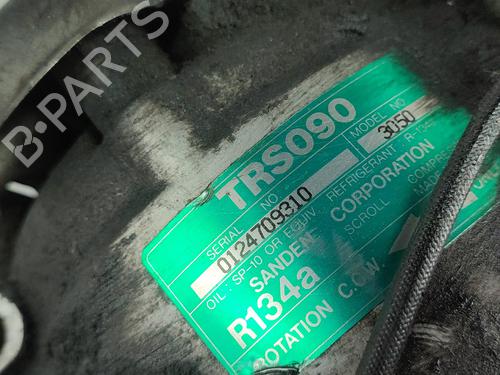 B-PARTS
TRS090
SERIAL NO MODEL NO
0124709310 3050
OIL: SP-10 OR EQUIV REFRIGERANT: R-134
SANDEN CORPORATION
R134a SCROLL
ROTATION C.C.W.